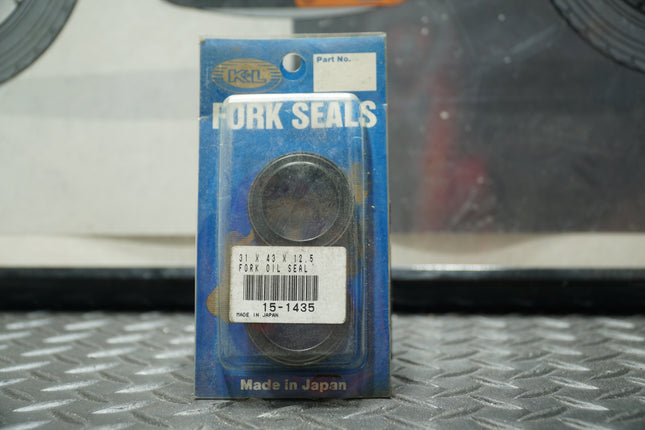 K&L
Part No.
FORK SEALS
31 X 43 X 12.5
FORK OIL SEAL
15-1435
MADE IN JAPAN
Made in Japan